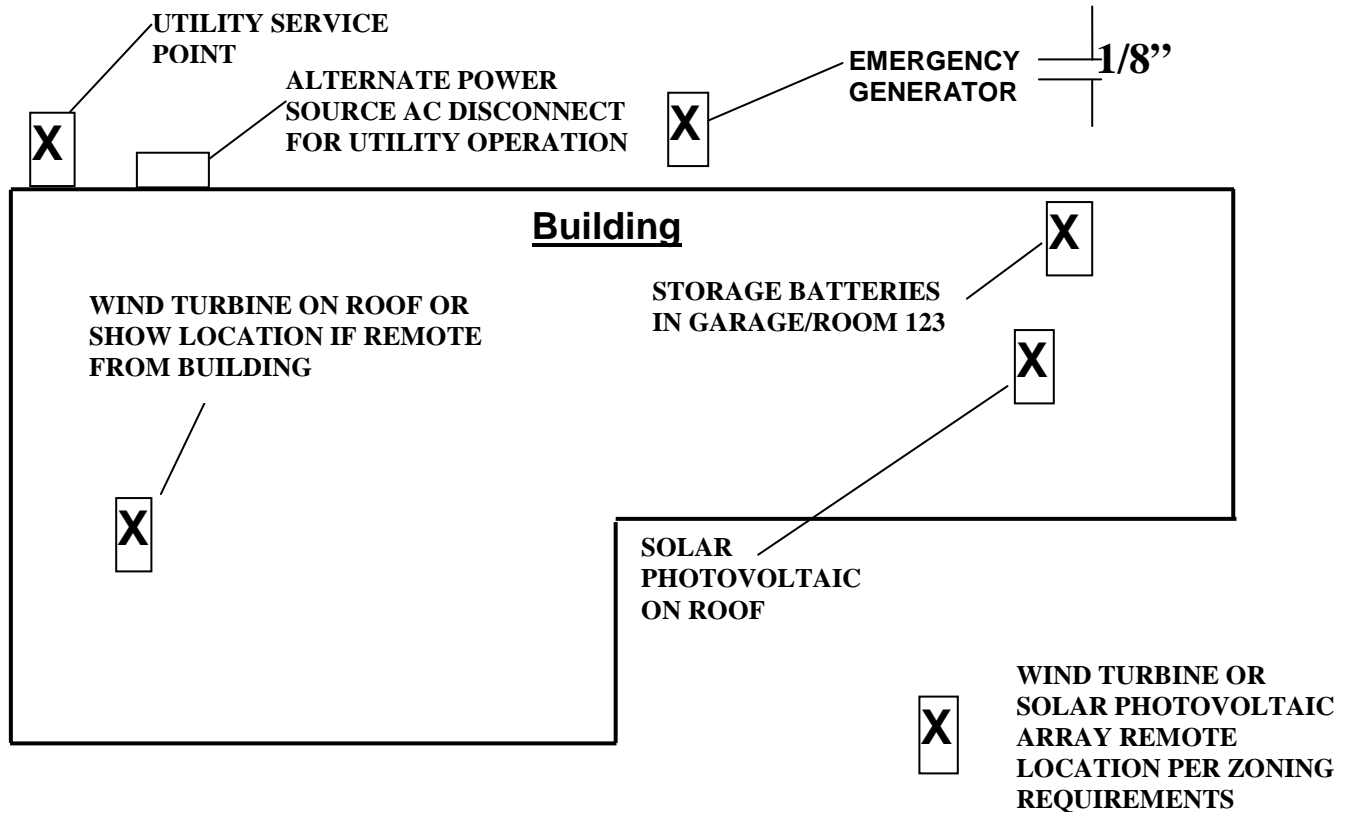 UTILITY SERVICE
POINT
ALTERNATE POWER
SOURCE AC DISCONNECT
FOR UTILITY OPERATION
EMERGENCY
GENERATOR
1/8”
X
X
Building
X
STORAGE BATTERIES
IN GARAGE/ROOM 123
WIND TURBINE ON ROOF OR
SHOW LOCATION IF REMOTE
FROM BUILDING
X
X
SOLAR
PHOTOVOLTAIC
ON ROOF
X
WIND TURBINE OR
SOLAR PHOTOVOLTAIC
ARRAY REMOTE
LOCATION PER ZONING
REQUIREMENTS